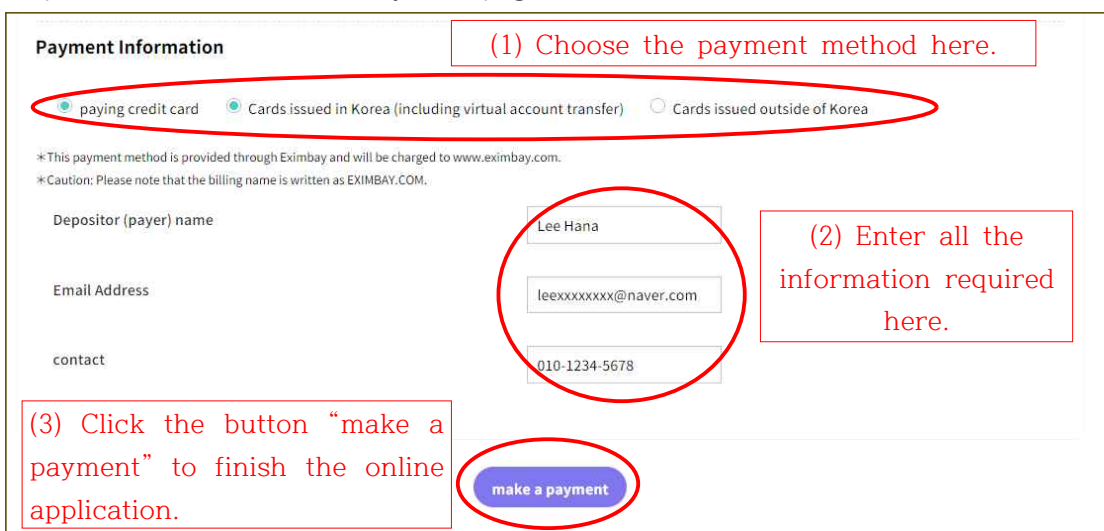 Payment Information
(1) Choose the payment method here.
paying credit card Cards issued in Korea (including virtual account transfer) Cards issued outside of Korea
*This payment method is provided through Eximbay and will be charged to www.eximbay.com.
*Caution: Please note that the billing name is written as EXIMBAY.COM.
Depositor (payer) name
Lee Hana
Email Address
leexxxxxxxx@naver.com
contact
010-1234-5678
(2) Enter all the
information required
here.
(3) Click the button “make a
payment” to finish the online
application.
make a payment